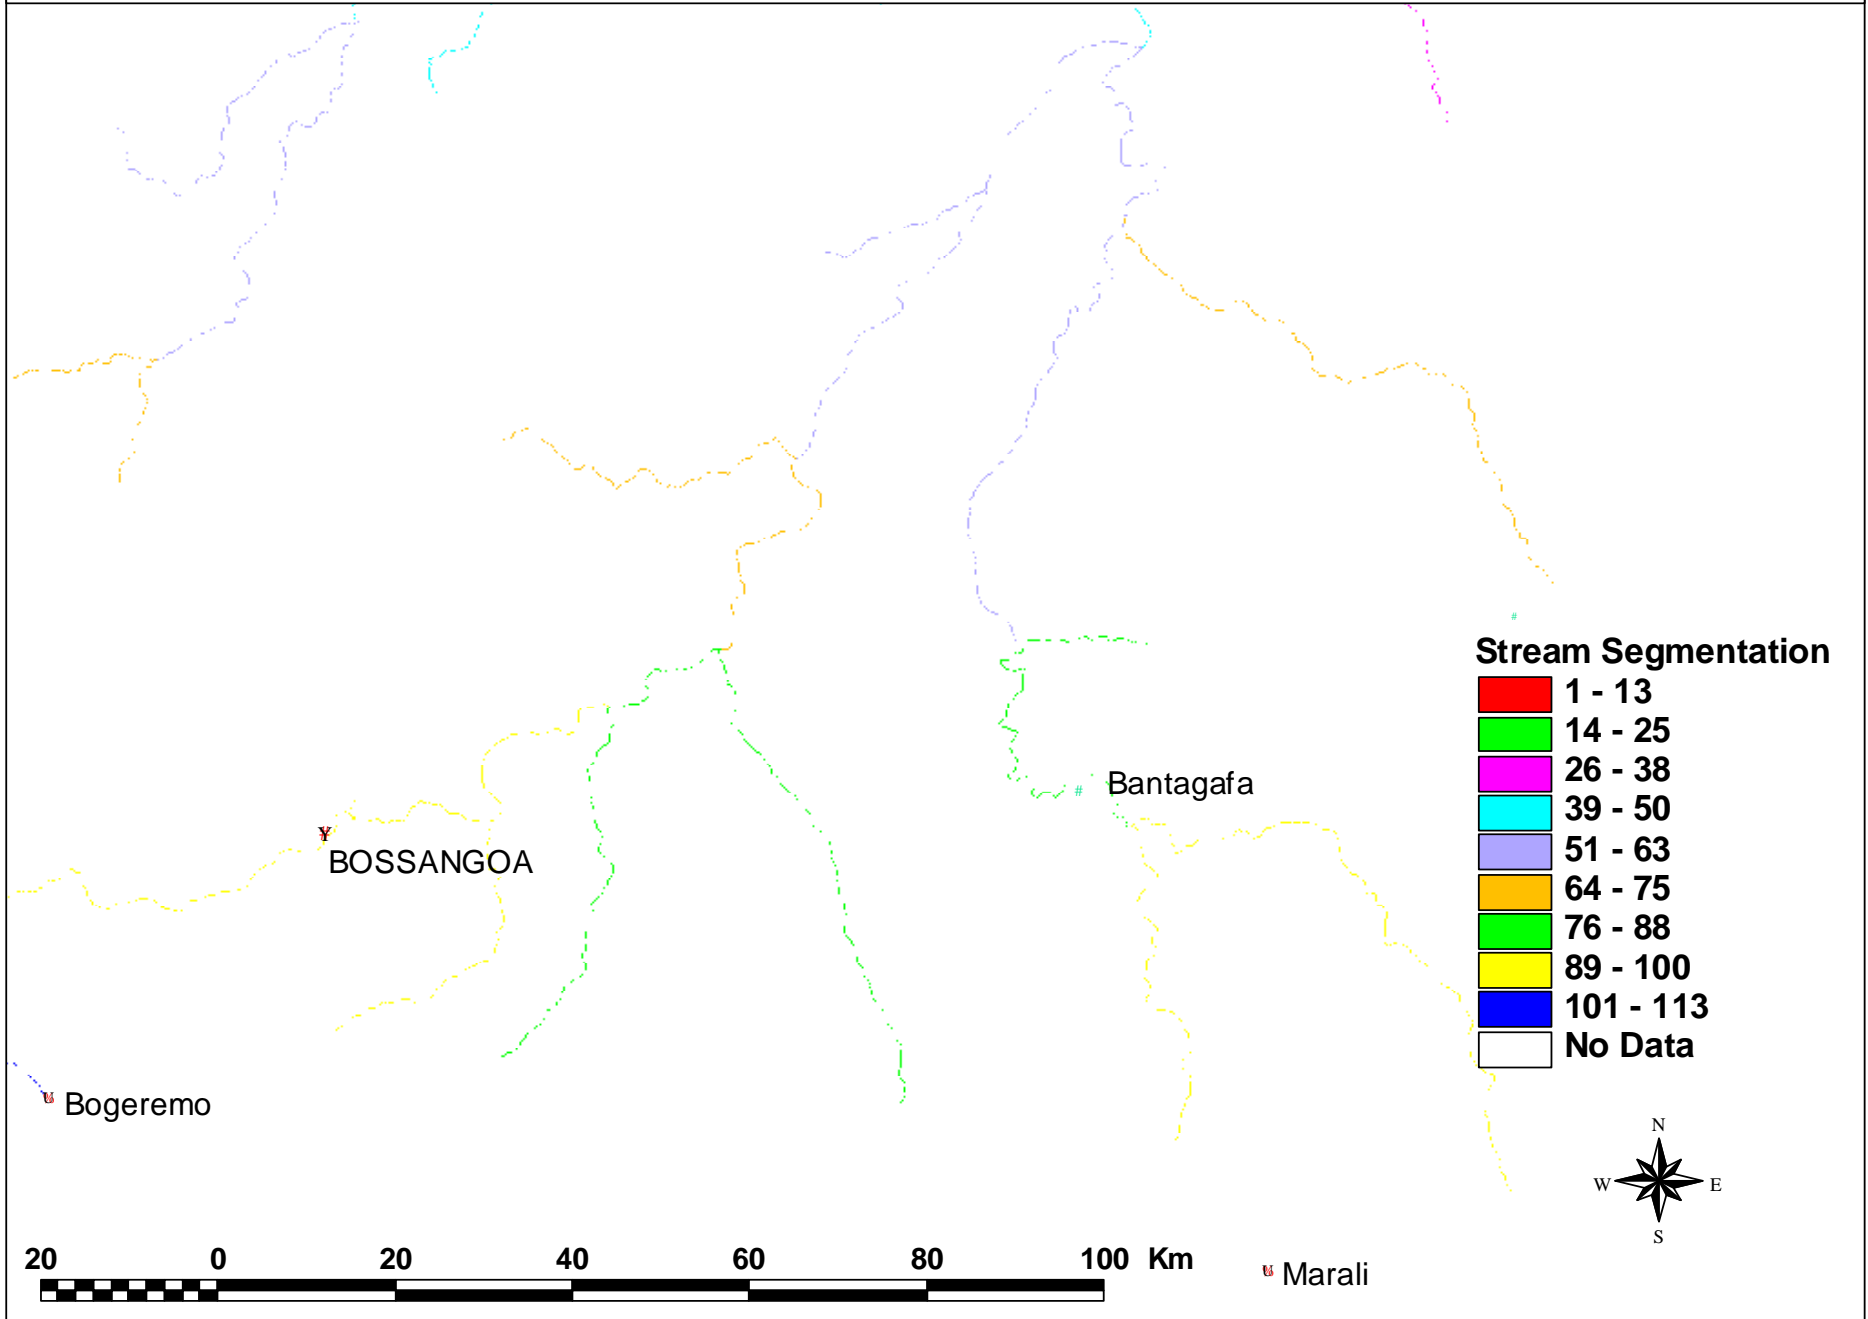 Stream Segmentation
1 - 13
14 - 25
26 - 38
39 - 50
51 - 63
64 - 75
76 - 88
89 - 100
101 - 113
No Data
#
Bantagafa
#
Y
BOSSANGOA
Bogeremo
N
W
E
S
20 0 20 40 60 80 100 Km
Marali